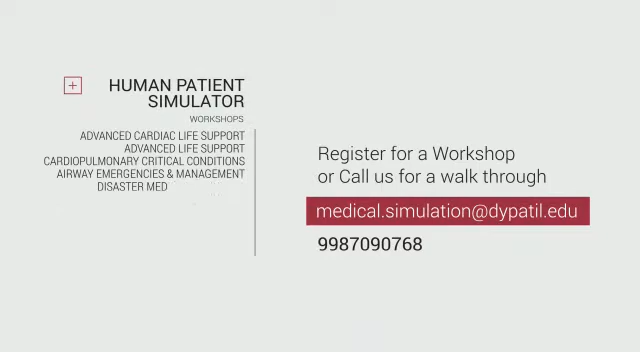 HUMAN PATIENT
SIMULATOR
WORKSHOPS
ADVANCED CARDIAC LIFE SUPPORT
ADVANCED LIFE SUPPORT
CARDIOPULMONARY CRITICAL CONDITIONS
AIRWAY EMERGENCIES & MANAGEMENT
DISASTER MED
Register for a Workshop
or Call us for a walk through
medical.simulation@dypatil.edu
9987090768